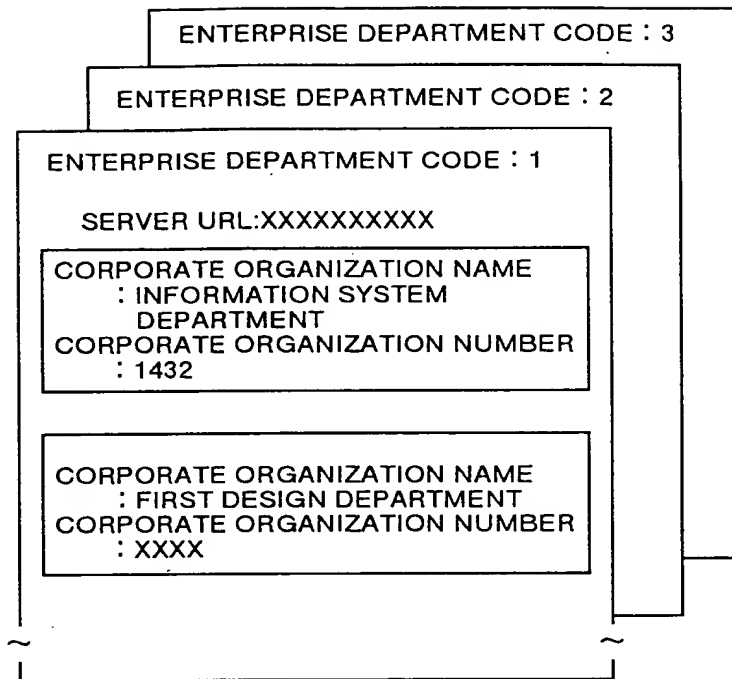 ENTERPRISE DEPARTMENT CODE : 3
ENTERPRISE DEPARTMENT CODE : 2
ENTERPRISE DEPARTMENT CODE : 1
SERVER URL:XXXXXXXXXX
CORPORATE ORGANIZATION NAME
: INFORMATION SYSTEM
DEPARTMENT
CORPORATE ORGANIZATION NUMBER
: 1432
CORPORATE ORGANIZATION NAME
: FIRST DESIGN DEPARTMENT
CORPORATE ORGANIZATION NUMBER
: XXXX